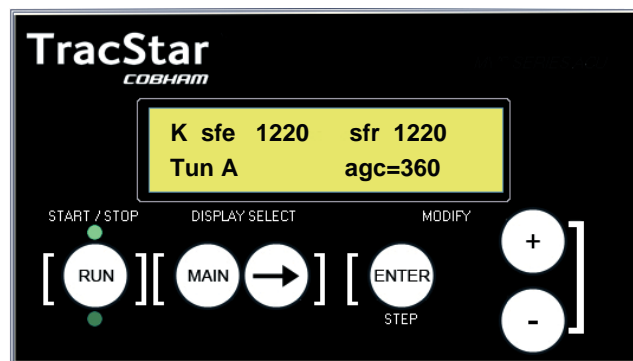 TracStar
COBHAM
K sfe 1220 sfr 1220
Tun A agc=360
START / STOP DISPLAY SELECT MODIFY
RUN MAIN ENTER +
STEP -